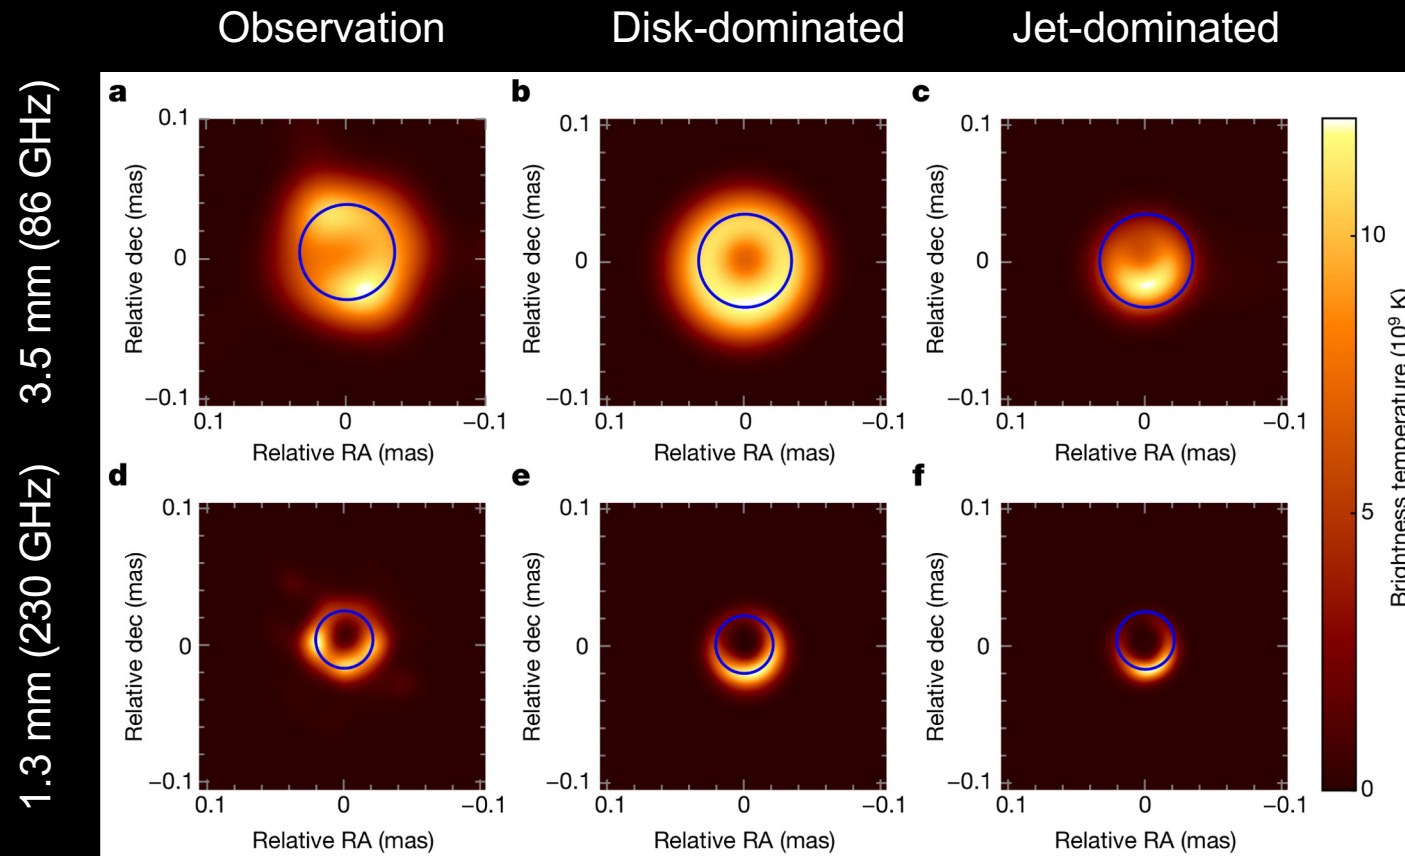 Observation
Disk-dominated
Jet-dominated
3.5 mm (86 GHz)
1.3 mm (230 GHz)
a
0.1
0
−0.1
0.1
0
−0.1
Relative dec (mas)
Relative RA (mas)
b
0.1
0
−0.1
0.1
0
−0.1
Relative dec (mas)
Relative RA (mas)
c
0.1
0
−0.1
0.1
0
−0.1
Relative dec (mas)
Relative RA (mas)
d
0.1
0
−0.1
0.1
0
−0.1
Relative dec (mas)
Relative RA (mas)
e
0.1
0
−0.1
0.1
0
−0.1
Relative dec (mas)
Relative RA (mas)
f
0.1
0
−0.1
0.1
0
−0.1
Relative dec (mas)
Relative RA (mas)
10
5
0
Brightness temperature (10⁹ K)